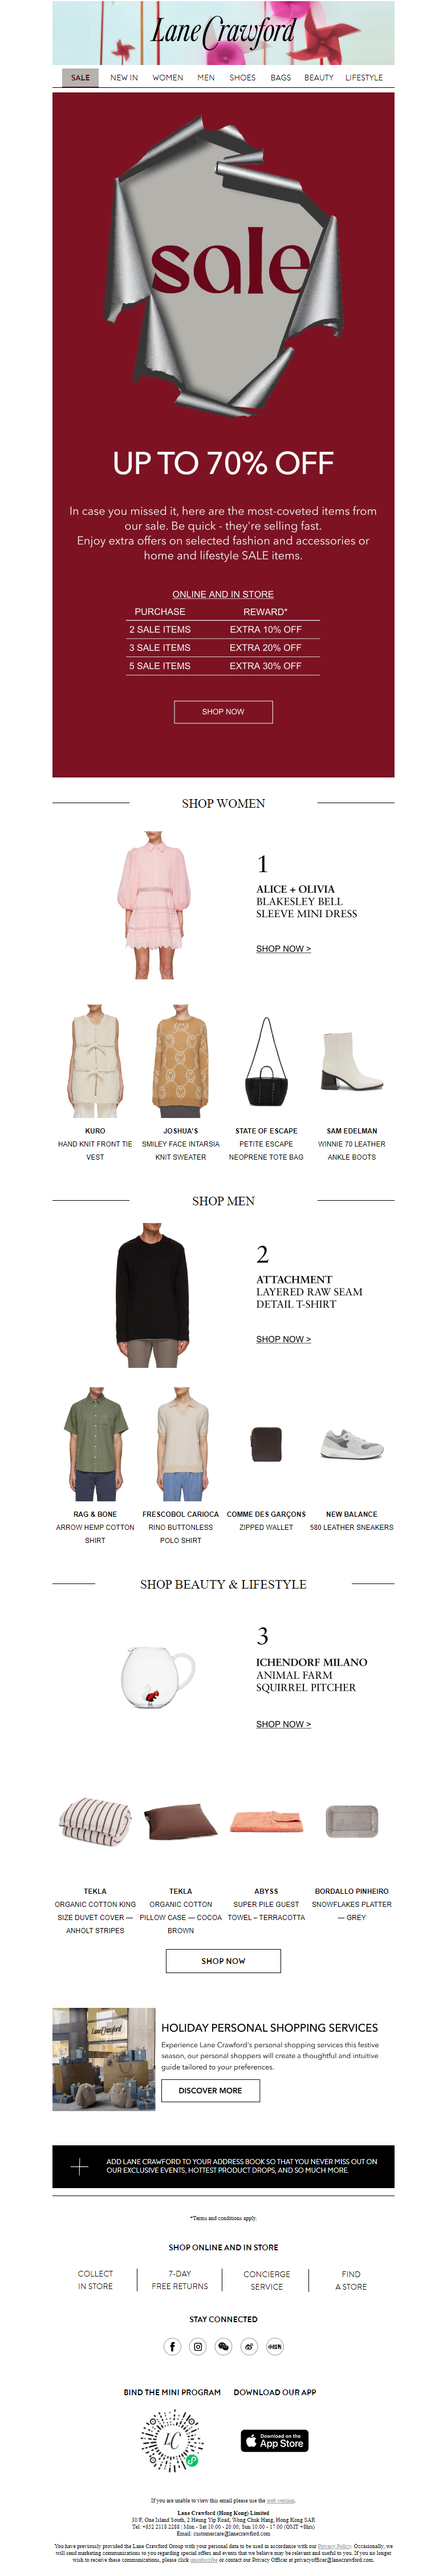 Lane Crawford
SALE NEW IN WOMEN MEN SHOES BAGS BEAUTY LIFESTYLE
sale
UP TO 70% OFF
In case you missed it, here are the most-coveted items from
our sale. Be quick - they're selling fast.
Enjoy extra offers on selected fashion and accessories or
home and lifestyle SALE items.
ONLINE AND IN STORE
PURCHASE REWARD*
2 SALE ITEMS EXTRA 10% OFF
3 SALE ITEMS EXTRA 20% OFF
5 SALE ITEMS EXTRA 30% OFF
SHOP NOW
SHOP WOMEN
1
ALICE + OLIVIA
BLAKESLEY BELL
SLEEVE MINI DRESS
SHOP NOW >
KURO
HAND KNIT FRONT TIE
VEST
JOSHUA'S
SMILEY FACE INTARSIA
KNIT SWEATER
STATE OF ESCAPE
PETITE ESCAPE
NEOPRENE TOTE BAG
SAM EDELMAN
WINNIE 70 LEATHER
ANKLE BOOTS
SHOP MEN
2
ATTACHMENT
LAYERED RAW SEAM
DETAIL T-SHIRT
SHOP NOW >
RAG & BONE
ARROW HEMP COTTON
SHIRT
FRESCOBOL CARIOCA
RINO BUTTONLESS
POLO SHIRT
COMME DES GARÇONS
ZIPPED WALLET
NEW BALANCE
580 LEATHER SNEAKERS
SHOP BEAUTY & LIFESTYLE
3
ICHENDORF MILANO
ANIMAL FARM
SQUIRREL PITCHER
SHOP NOW >
TEKLA
ORGANIC COTTON KING
SIZE DUVET COVER —
ANHOLT STRIPES
TEKLA
ORGANIC COTTON
PILLOW CASE — COCOA
BROWN
ABYSS
SUPER PILE GUEST
TOWEL – TERRACOTTA
BORDALLO PINHEIRO
SNOWFLAKES PLATTER
— GREY
SHOP NOW
Lane Crawford
HOLIDAY PERSONAL SHOPPING SERVICES
Experience Lane Crawford's personal shopping services this festive
season, our personal shoppers will create a thoughtful and intuitive
guide tailored to your preferences.
DISCOVER MORE
ADD LANE CRAWFORD TO YOUR ADDRESS BOOK SO THAT YOU NEVER MISS OUT ON
OUR EXCLUSIVE EVENTS, HOTTEST PRODUCT DROPS, AND SO MUCH MORE.
*Terms and conditions apply.
SHOP ONLINE AND IN STORE
COLLECT
IN STORE
7-DAY
FREE RETURNS
CONCIERGE
SERVICE
FIND
A STORE
STAY CONNECTED
小红书
BIND THE MINI PROGRAM DOWNLOAD OUR APP
LC
Download on the
App Store
If you are unable to view this email please use the web version.
Lane Crawford (Hong Kong) Limited
30/F, One Island South, 2 Heung Yip Road, Wong Chuk Hang, Hong Kong SAR.
Tel: +852 2118 2288 | Mon - Sat 10:00 - 20:00; Sun 10:00 - 17:00 (GMT +8hrs)
Email: customercare@lanecrawford.com
You have previously provided the Lane Crawford Group with your personal data to be used in accordance with our Privacy Policy. Occasionally, we
will send marketing communications to you regarding special offers and events that we believe may be relevant and useful to you. If you no longer
wish to receive these communications, please click unsubscribe or contact our Privacy Officer at privacyofficer@lanecrawford.com.